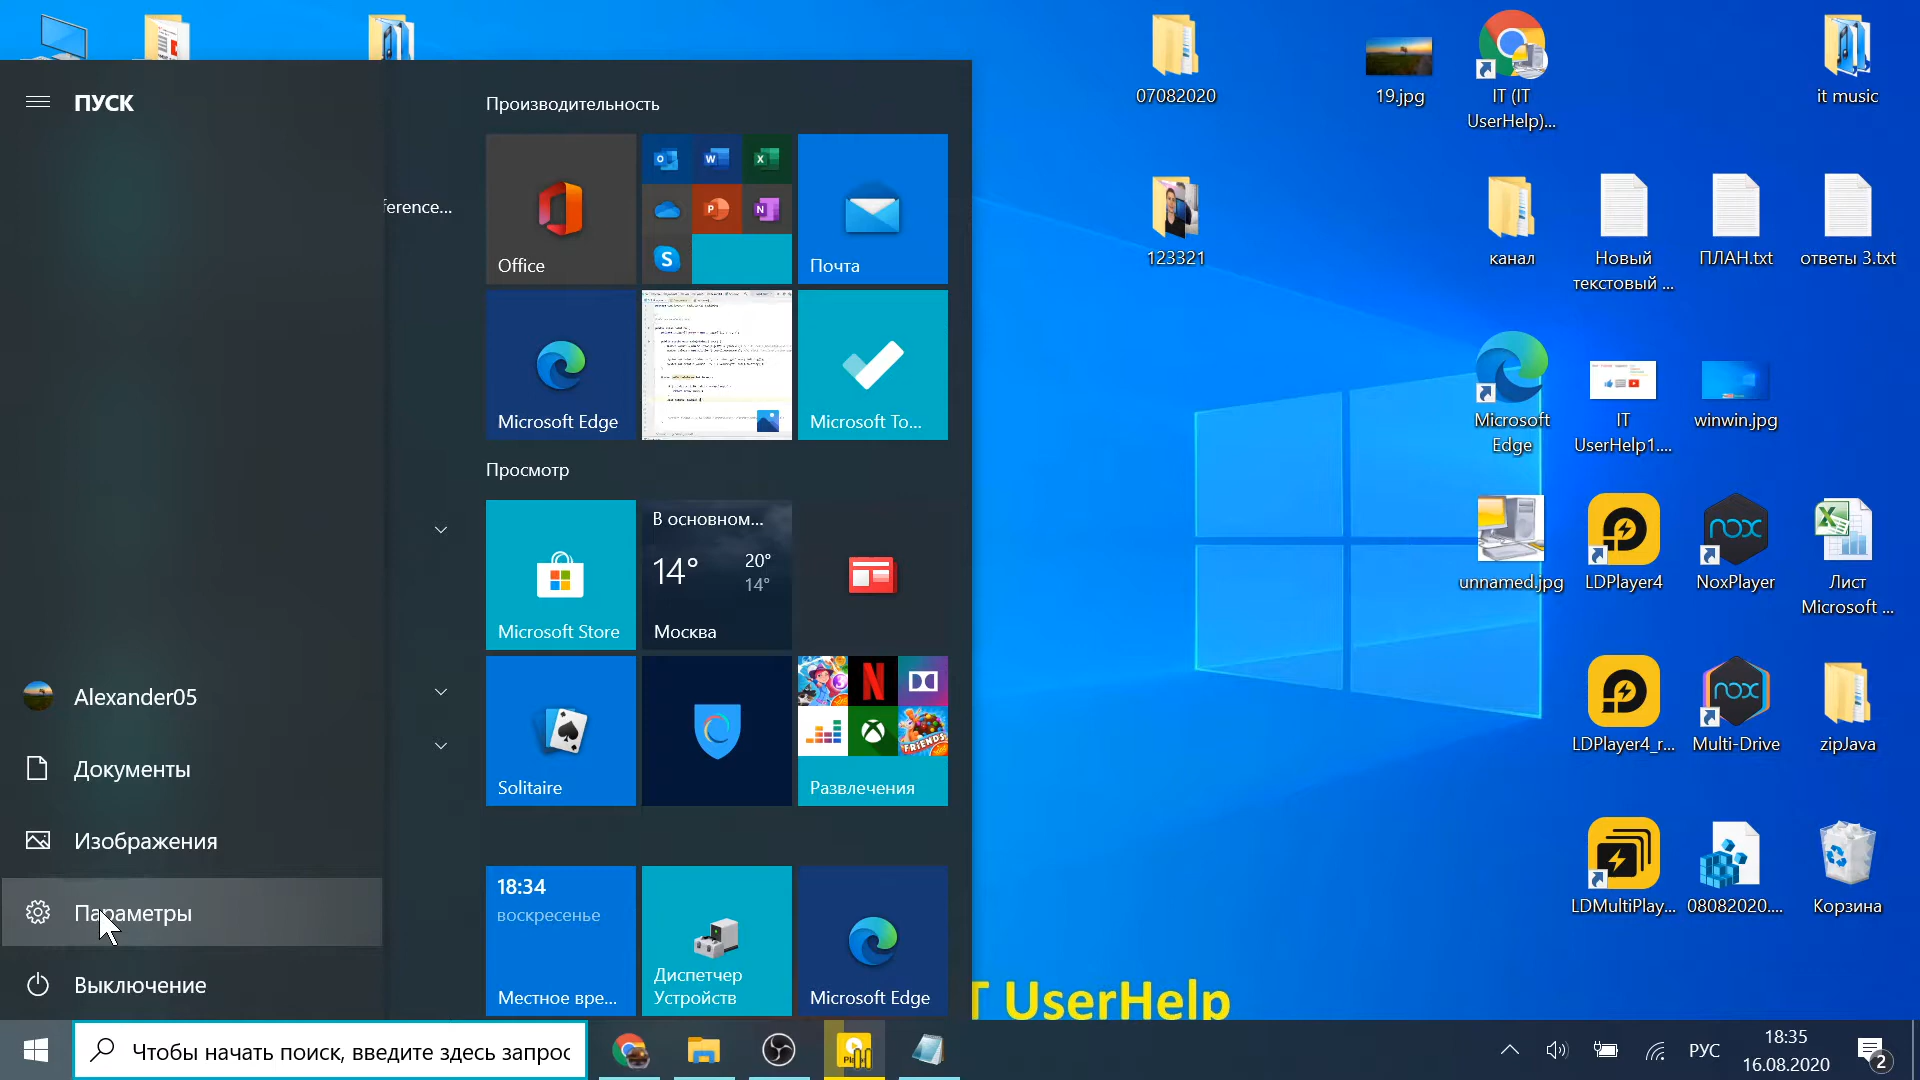 ПУСК
ference...
Alexander05
Документы
Изображения
Параметры
Выключение
Производительность
Office
Почта
Microsoft Edge
Microsoft To...
Просмотр
Microsoft Store
В основном...
14°
20°
14°
Москва
Solitaire
Развлечения
18:34
воскресенье
Местное вре...
Диспетчер
Устройств
Microsoft Edge
07082020
19.jpg
IT (IT
UserHelp)...
it music
123321
канал
Новый
текстовый ...
ПЛАН.txt
ответы 3.txt
Microsoft
Edge
IT
UserHelp1....
winwin.jpg
unnamed.jpg
LDPlayer4
NoxPlayer
Лист
Microsoft ...
LDPlayer4_r...
Multi-Drive
zipJava
LDMultiPlay...
08082020....
Корзина
T UserHelp
Чтобы начать поиск, введите здесь запрос
РУС
18:35
16.08.2020
2